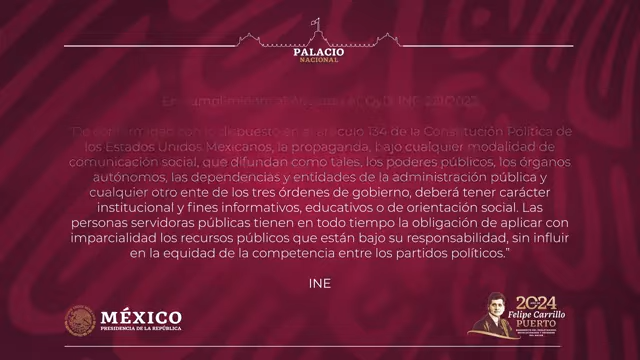 PALACIO
NACIONAL
"De conformidad con lo dispuesto en el artículo 134 de la Constitución Política de
los Estados Unidos Mexicanos, la propaganda, bajo cualquier modalidad de
comunicación social, que difundan como tales, los poderes públicos, los órganos
autónomos, las dependencias y entidades de la administración pública y
cualquier otro ente de los tres órdenes de gobierno, deberá tener carácter
institucional y fines informativos, educativos o de orientación social. Las
personas servidoras públicas tienen en todo tiempo la obligación de aplicar con
imparcialidad los recursos públicos que están bajo su responsabilidad, sin influir
en la equidad de la competencia entre los partidos políticos."
INE
MÉXICO
PRESIDENCIA DE LA REPÚBLICA
2024
Felipe Carrillo
PUERTO